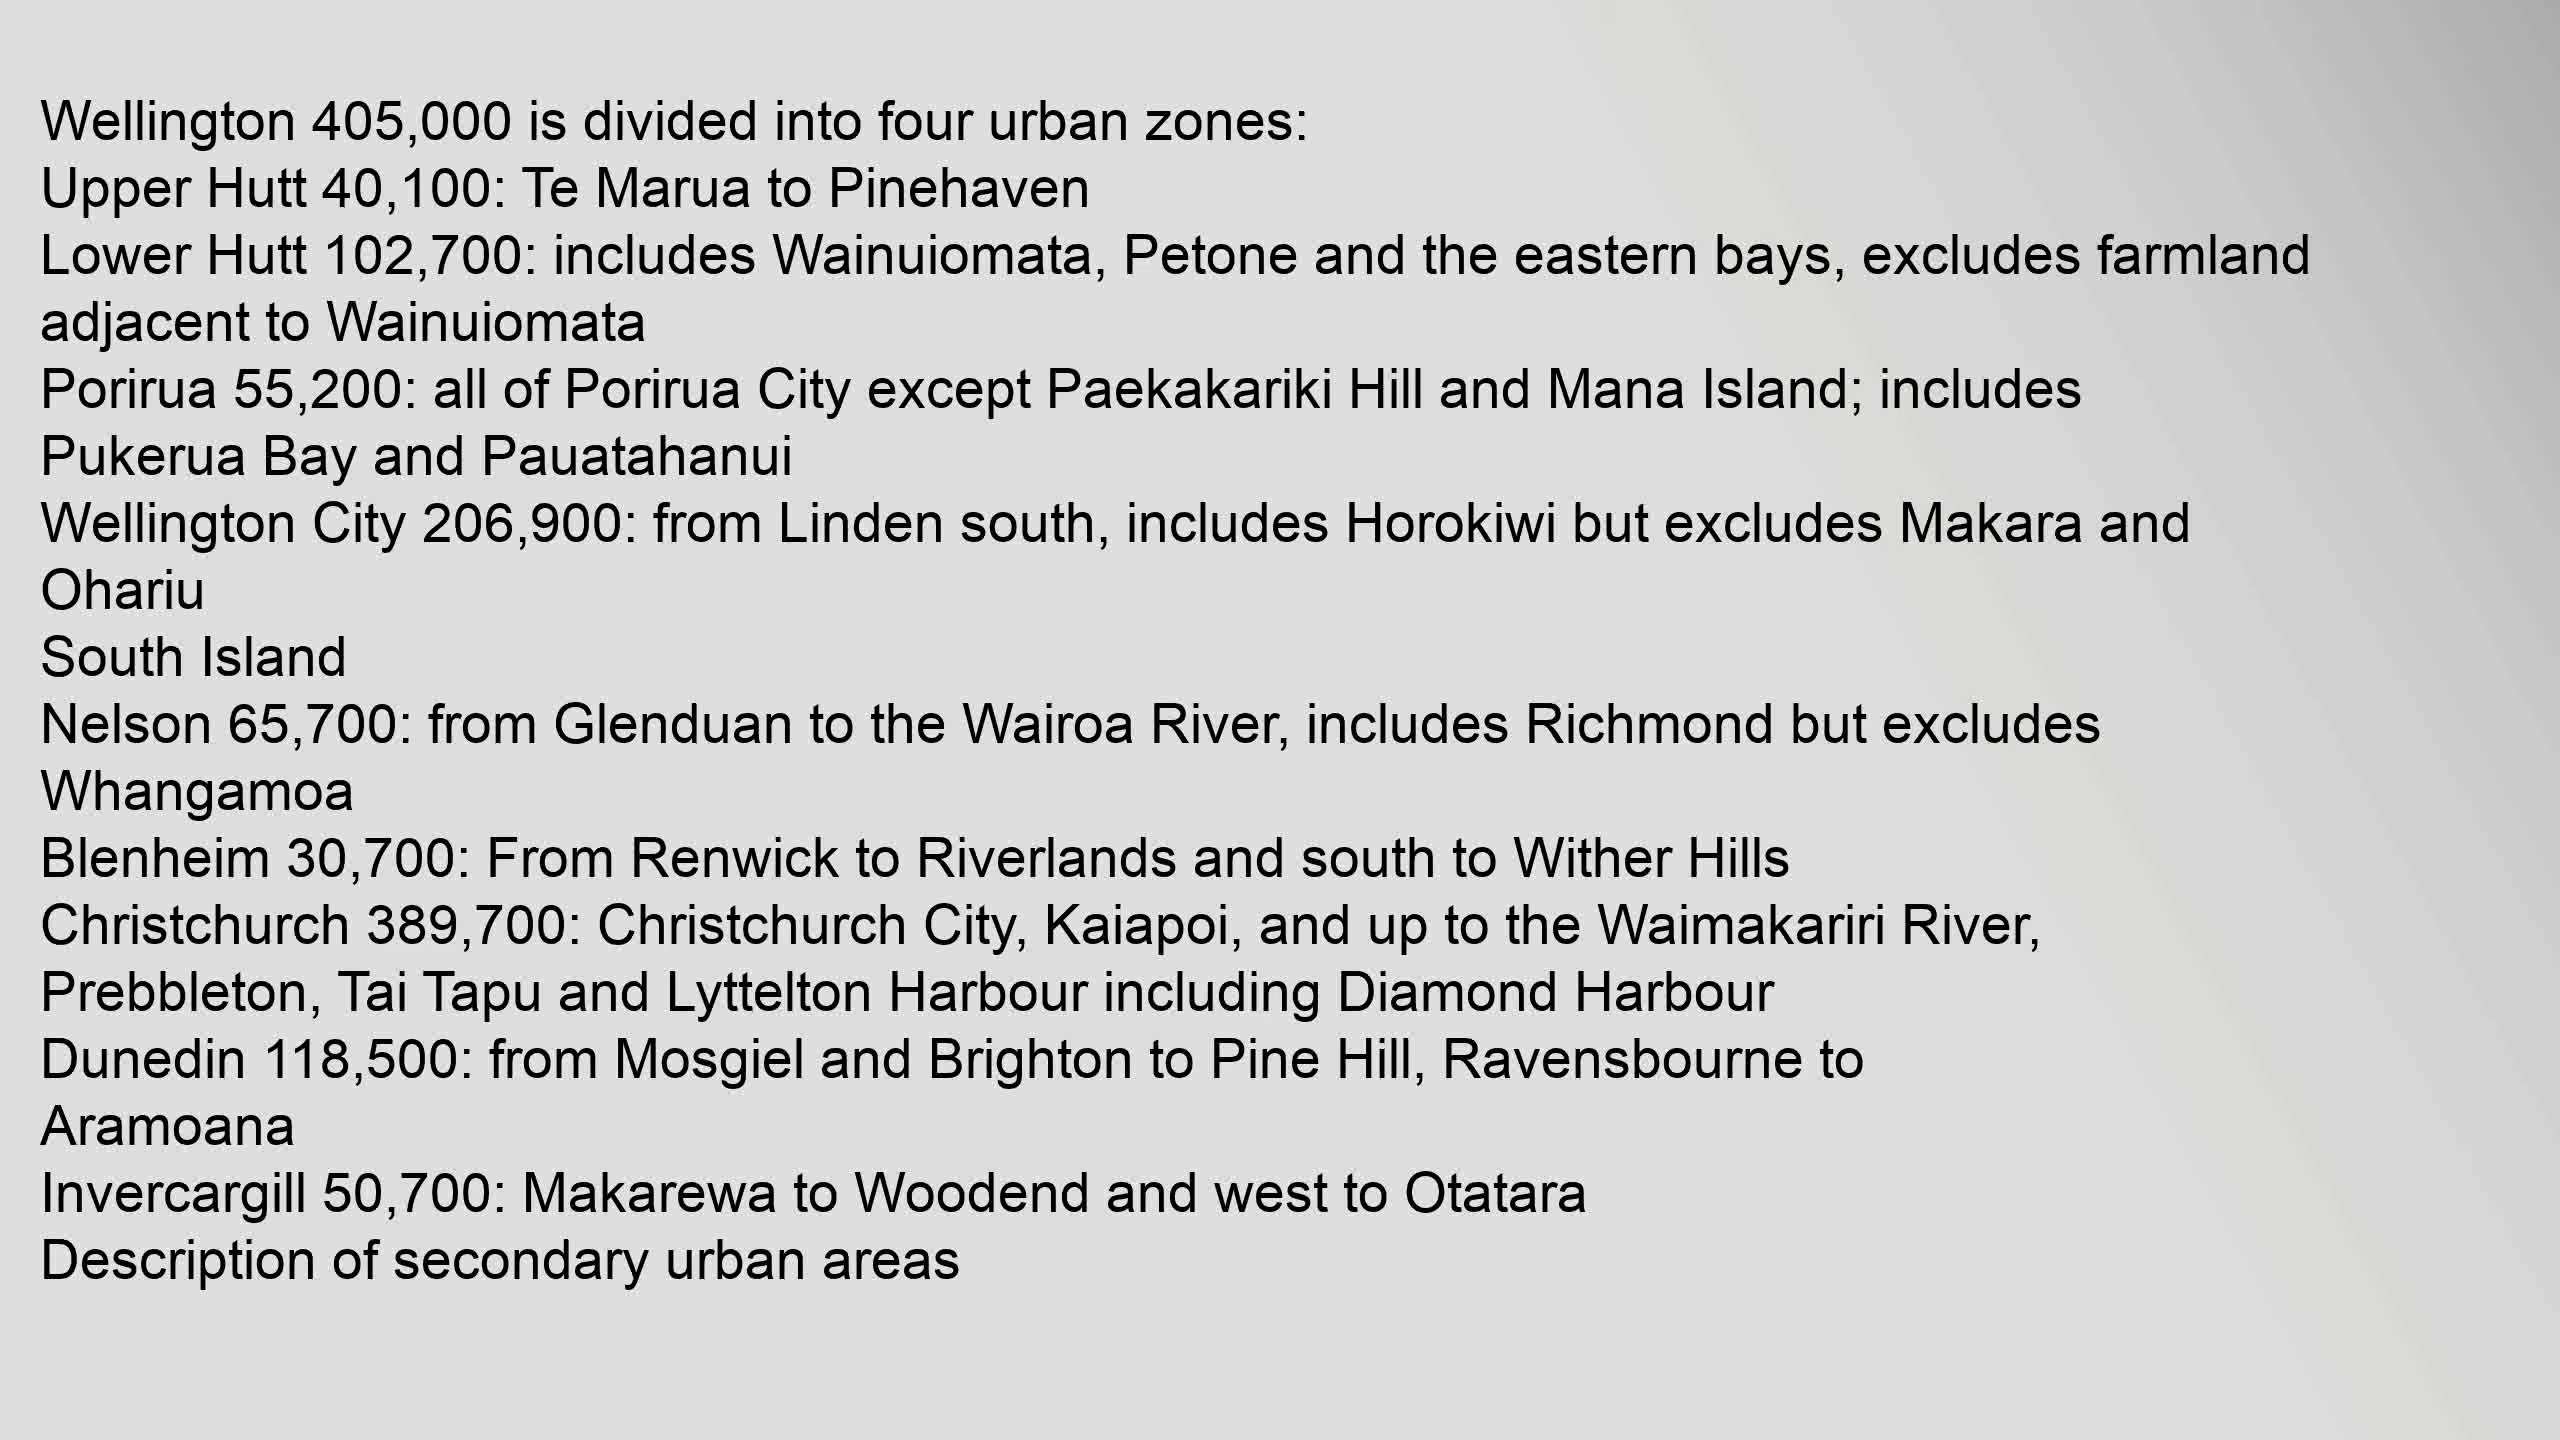 Wellington 405,000 is divided into four urban zones:
Upper Hutt 40,100: Te Marua to Pinehaven
Lower Hutt 102,700: includes Wainuiomata, Petone and the eastern bays, excludes farmland
adjacent to Wainuiomata
Porirua 55,200: all of Porirua City except Paekakariki Hill and Mana Island; includes
Pukerua Bay and Pauatahanui
Wellington City 206,900: from Linden south, includes Horokiwi but excludes Makara and
Ohariu
South Island
Nelson 65,700: from Glenduan to the Wairoa River, includes Richmond but excludes
Whangamoa
Blenheim 30,700: From Renwick to Riverlands and south to Wither Hills
Christchurch 389,700: Christchurch City, Kaiapoi, and up to the Waimakariri River,
Prebbleton, Tai Tapu and Lyttelton Harbour including Diamond Harbour
Dunedin 118,500: from Mosgiel and Brighton to Pine Hill, Ravensbourne to
Aramoana
Invercargill 50,700: Makarewa to Woodend and west to Otatara
Description of secondary urban areas